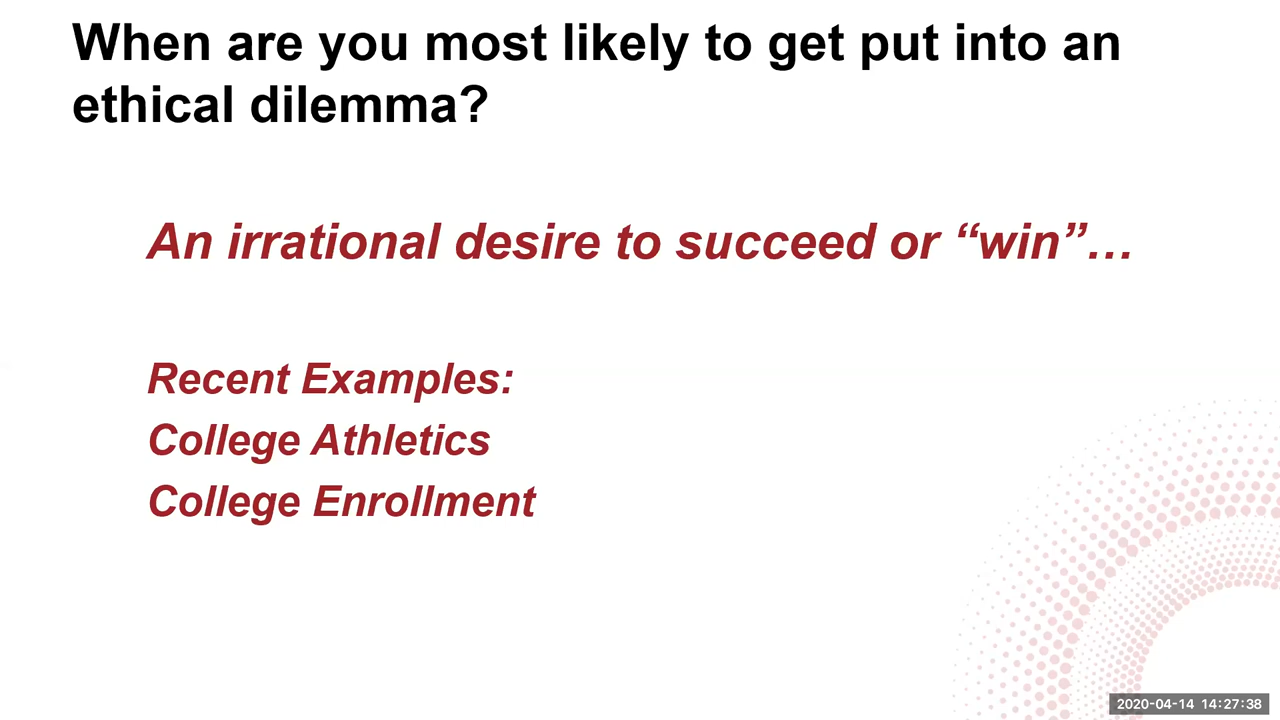 When are you most likely to get put into an
ethical dilemma?
An irrational desire to succeed or “win”…
Recent Examples:
College Athletics
College Enrollment
2020-04-14 14:27:38